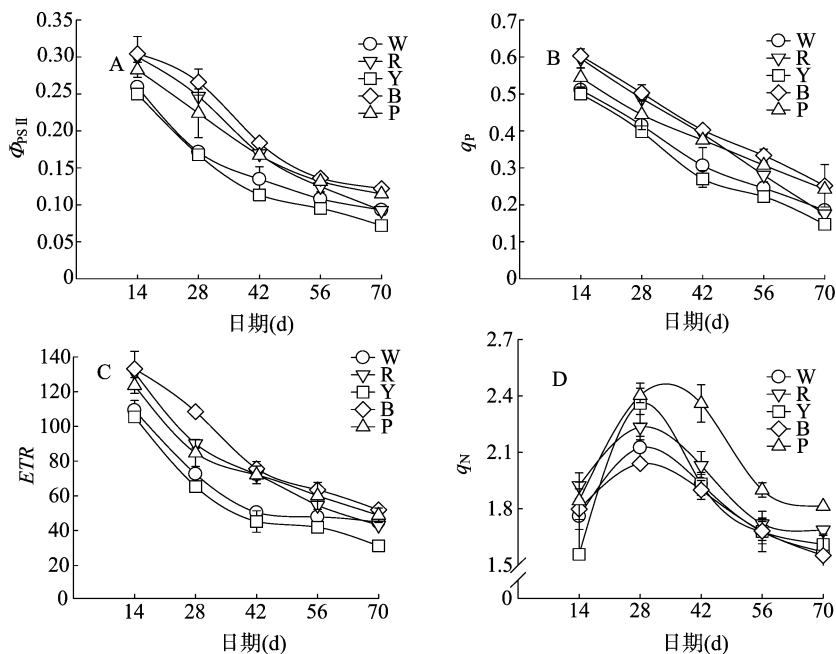 0.35
0.30
0.25
0.20
0.15
0.10
0.05
0
Φ_PSⅡ
A
W
R
Y
B
P
14 28 42 56 70
日期(d)
0.7
0.6
0.5
0.4
0.3
0.2
0.1
0
q_P
B
W
R
Y
B
P
14 28 42 56 70
日期(d)
140
120
100
80
60
40
20
0
ETR
C
W
R
Y
B
P
14 28 42 56 70
日期(d)
2.7
2.4
2.1
1.8
1.5
0
q_N
D
W
R
Y
B
P
14 28 42 56 70
日期(d)